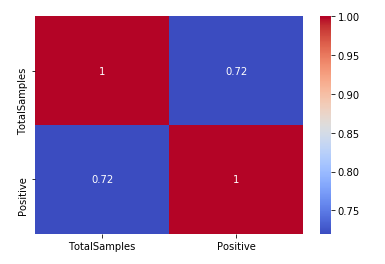 TotalSamples
Positive
1
0.72
0.72
1
TotalSamples
Positive
1.00
0.95
0.90
0.85
0.80
0.75